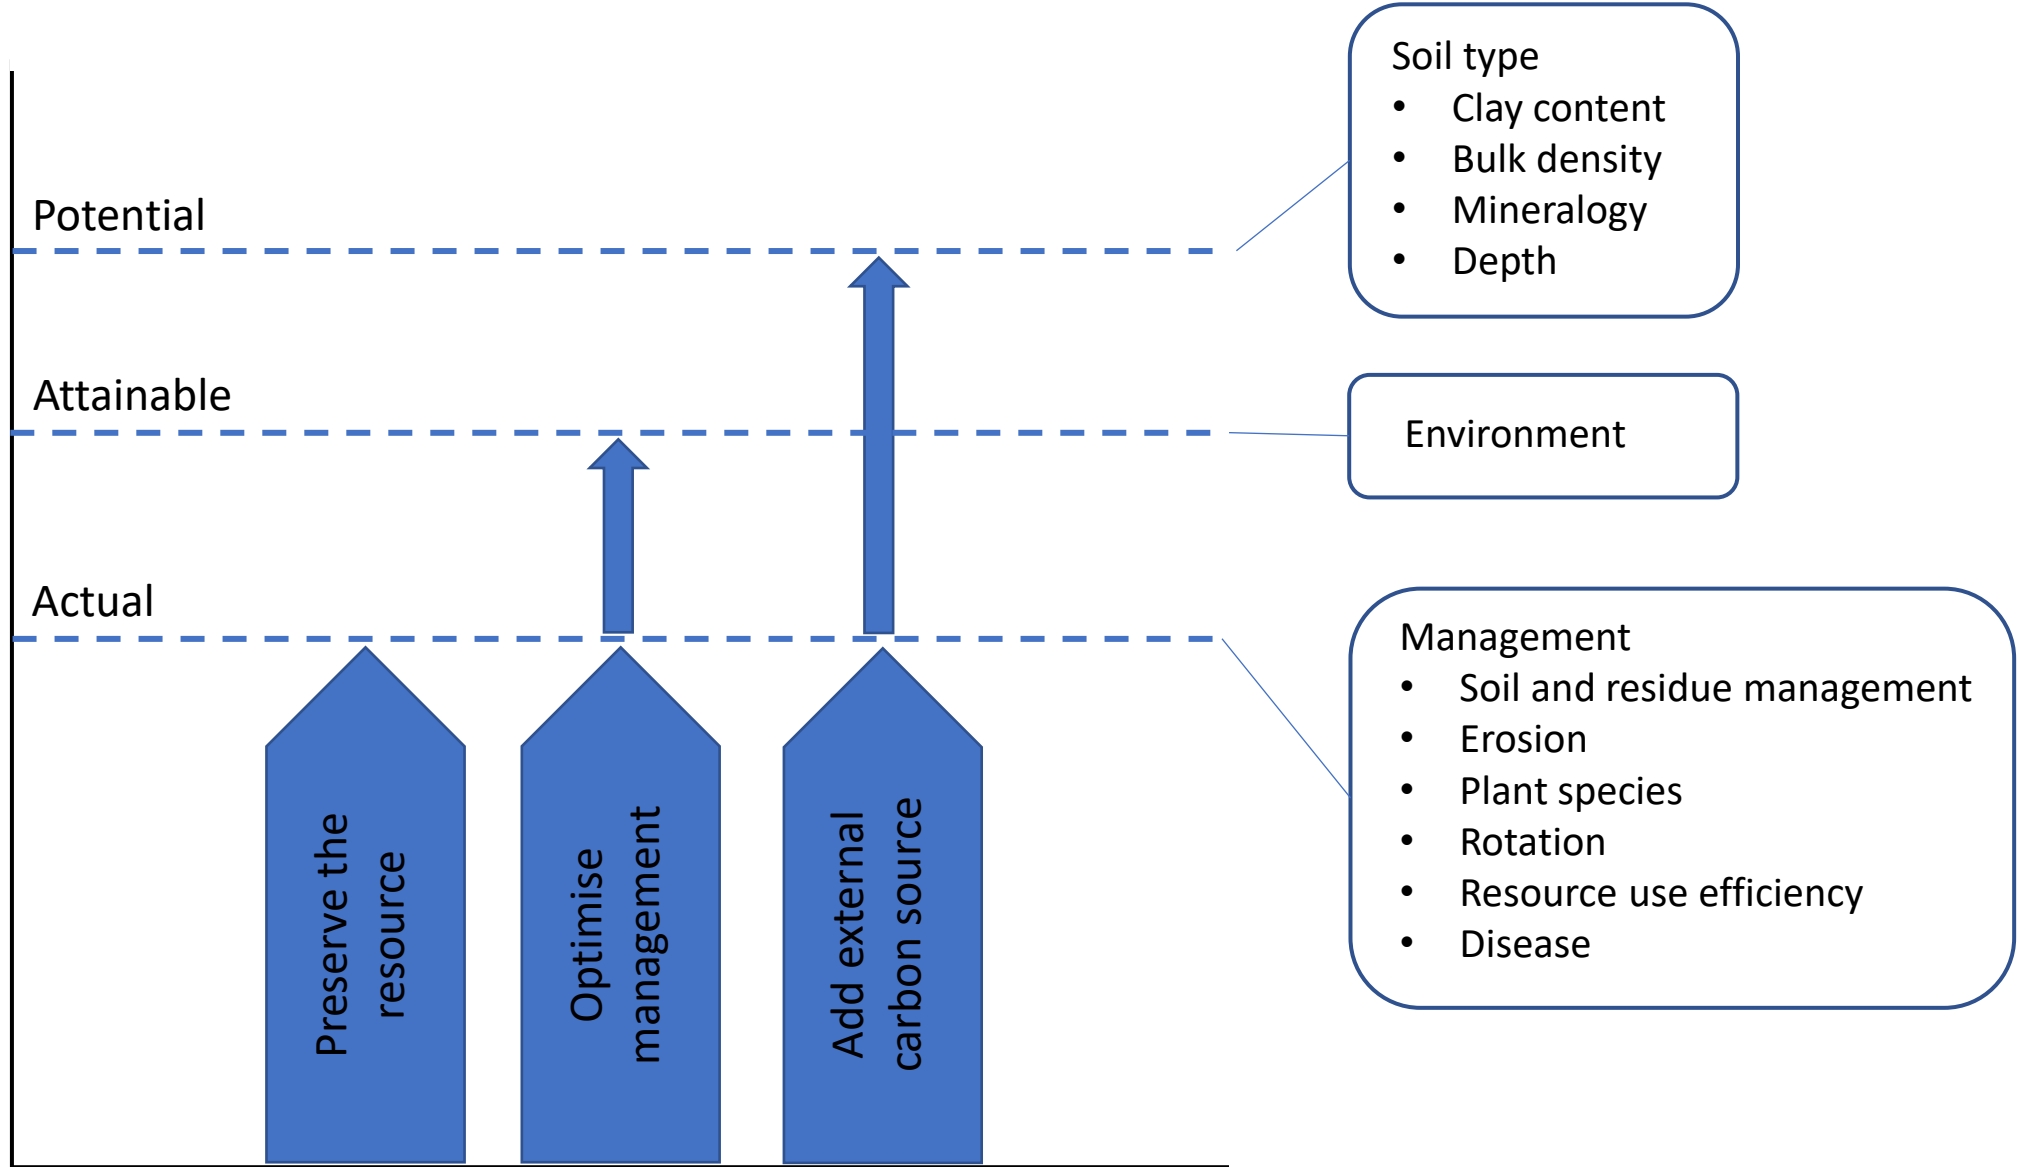 Potential
Attainable
Actual
Preserve the
resource
Optimise
management
Add external
carbon source
Soil type
• Clay content
• Bulk density
• Mineralogy
• Depth
Environment
Management
• Soil and residue management
• Erosion
• Plant species
• Rotation
• Resource use efficiency
• Disease